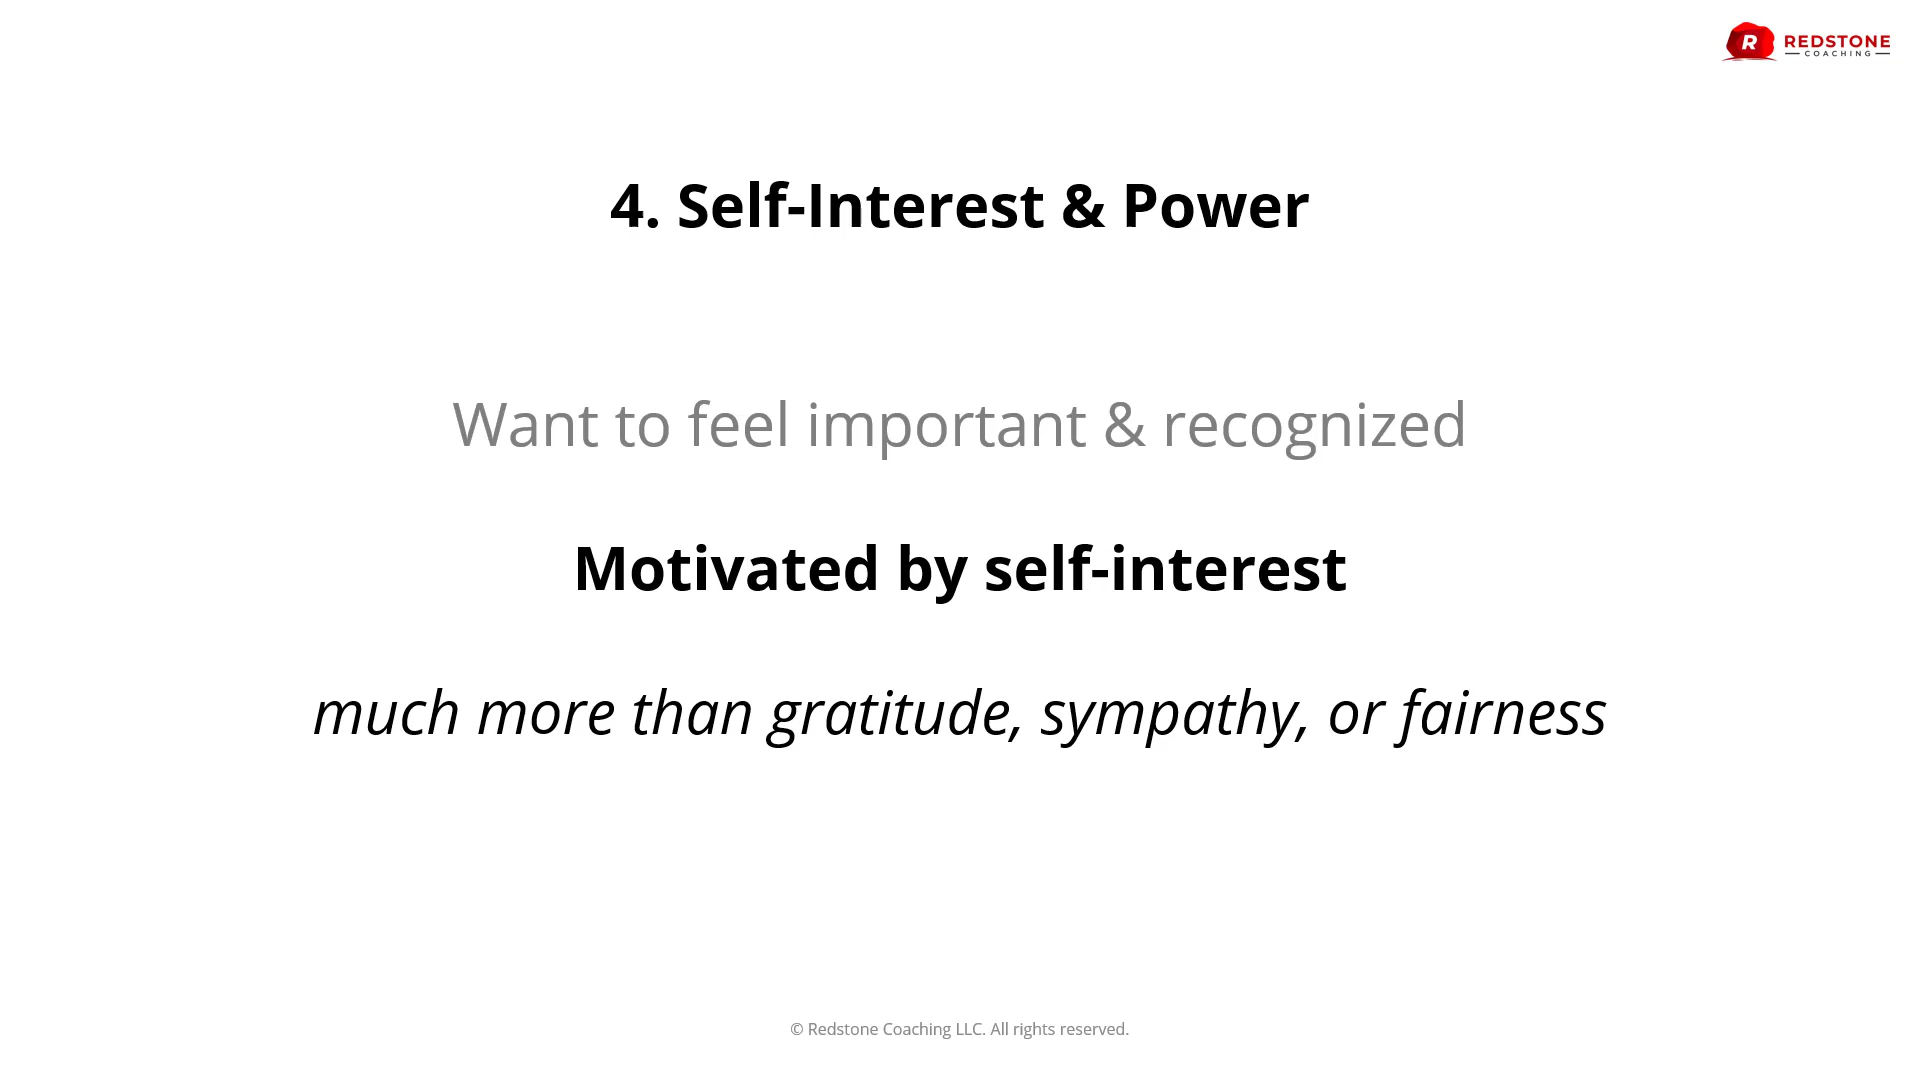 R
REDSTONE
COACHING
4. Self-Interest & Power
Want to feel important & recognized
Motivated by self-interest
much more than gratitude, sympathy, or fairness
© Redstone Coaching LLC. All rights reserved.